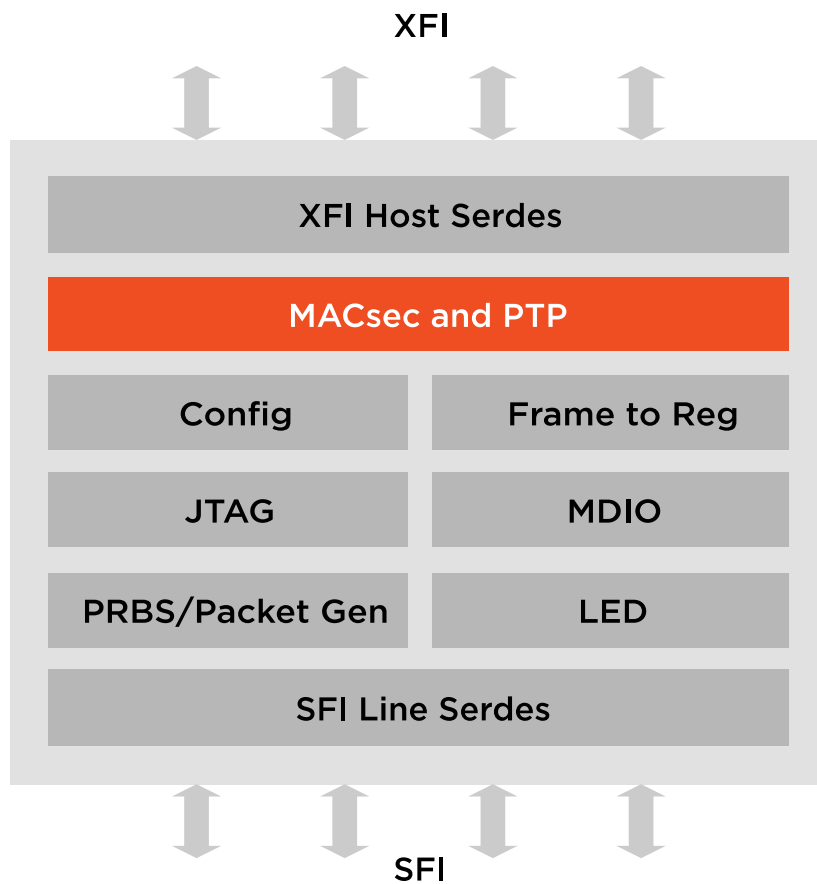 XFI
XFI Host Serdes
MACsec and PTP
Config
Frame to Reg
JTAG
MDIO
PRBS/Packet Gen
LED
SFI Line Serdes
SFI